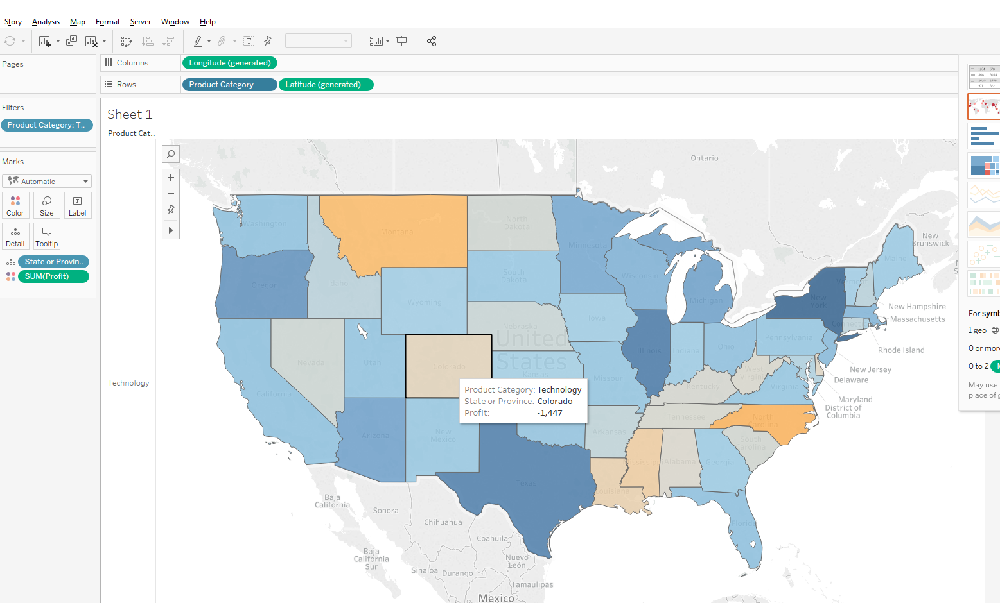 Story Analysis Map Format Server Window Help
Pages
Columns
Longitude (generated)
Rows
Product Category
Latitude (generated)
Filters
Product Category: T..
Marks
Automatic
Color Size Label
Detail Tooltip
State or Provin..
SUM(Profit)
Sheet 1
Product Cat..
Technology
Ontario
Washington
Montana
North
Dakota
Minnesota
New
Brunswick
Maine
Oregon
Idaho
South
Dakota
Wisconsin
Vermont
Wyoming
Michigan
New
York
New Hampshire
Massachusetts
Iowa
Nebraska
Connecti
Pennsylvania
United
States
Rhode Island
Nevada
Utah
Colorado
Kansas
Illinois
Indiana
Ohio
New Jersey
Delaware
West
Virginia
Missouri
California
Kentucky
Virginia
Maryland
District of
Columbia
Product Category: Technology
State or Province: Colorado
Profit: -1,447
Tennessee
North
Carolina
Arizona
New
Mexico
Arkansas
South
Carolina
Mississippi
Alabama
Georgia
Texas
Louisiana
Florida
Baja
California
Sonora
Chihuahua
Coahuila
Baja
California
Sur
Sinaloa
Durango
Nuevo
León
Tamaulipas
Mexico
For symb
1 geo
0 or more
0 to 2
May use
place of g